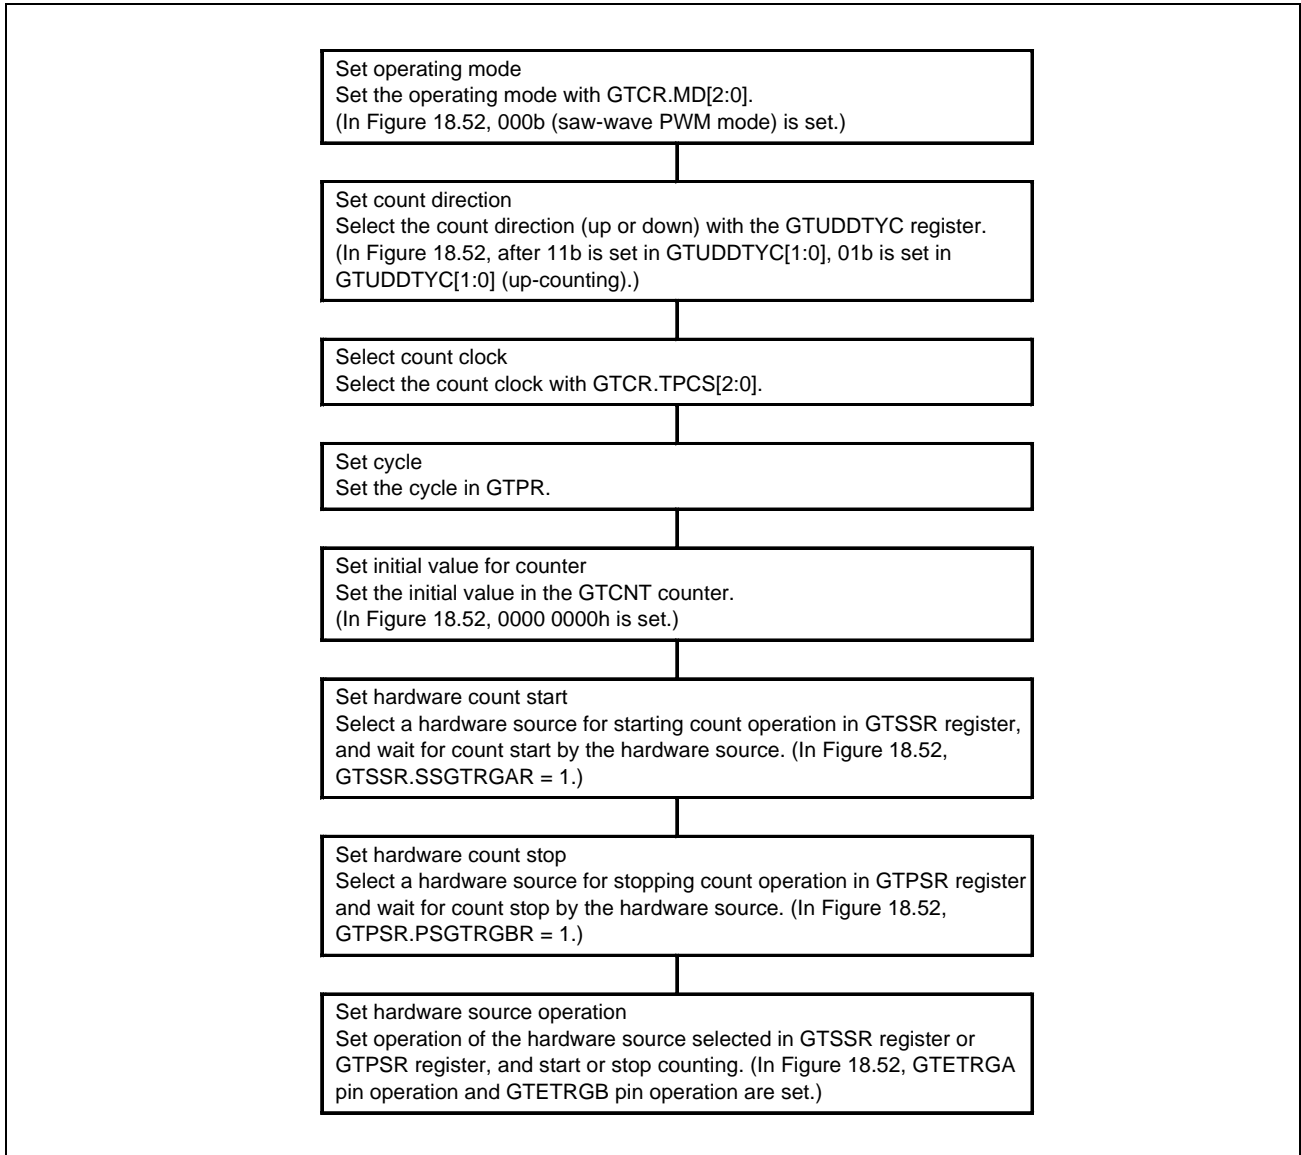 Set operating mode
Set the operating mode with GTCR.MD[2:0].
(In Figure 18.52, 000b (saw-wave PWM mode) is set.)
Set count direction
Select the count direction (up or down) with the GTUDDTYC register.
(In Figure 18.52, after 11b is set in GTUDDTYC[1:0], 01b is set in
GTUDDTYC[1:0] (up-counting).)
Select count clock
Select the count clock with GTCR.TPCS[2:0].
Set cycle
Set the cycle in GTPR.
Set initial value for counter
Set the initial value in the GTCNT counter.
(In Figure 18.52, 0000 0000h is set.)
Set hardware count start
Select a hardware source for starting count operation in GTSSR register,
and wait for count start by the hardware source. (In Figure 18.52,
GTSSR.SSGTRGAR = 1.)
Set hardware count stop
Select a hardware source for stopping count operation in GTPSR register
and wait for count stop by the hardware source. (In Figure 18.52,
GTPSR.PSGTRGBR = 1.)
Set hardware source operation
Set operation of the hardware source selected in GTSSR register or
GTPSR register, and start or stop counting. (In Figure 18.52, GTETRGA
pin operation and GTETRGB pin operation are set.)